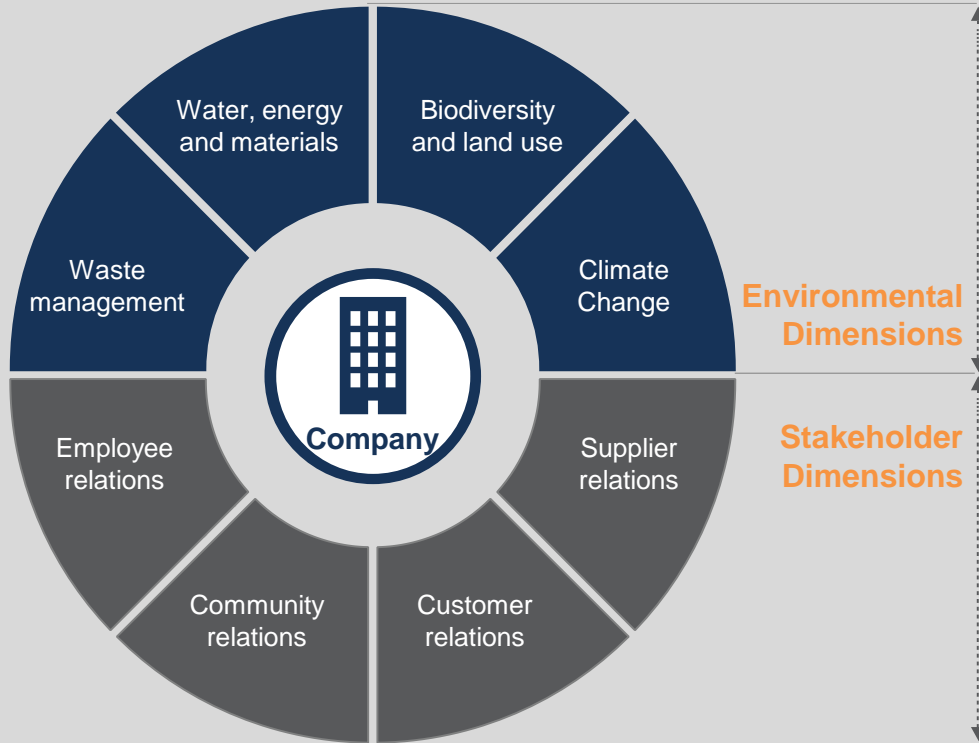 Water, energy
and materials
Biodiversity
and land use
Waste
management
Climate
Change
Environmental
Dimensions
Company
Employee
relations
Supplier
relations
Stakeholder
Dimensions
Community
relations
Customer
relations